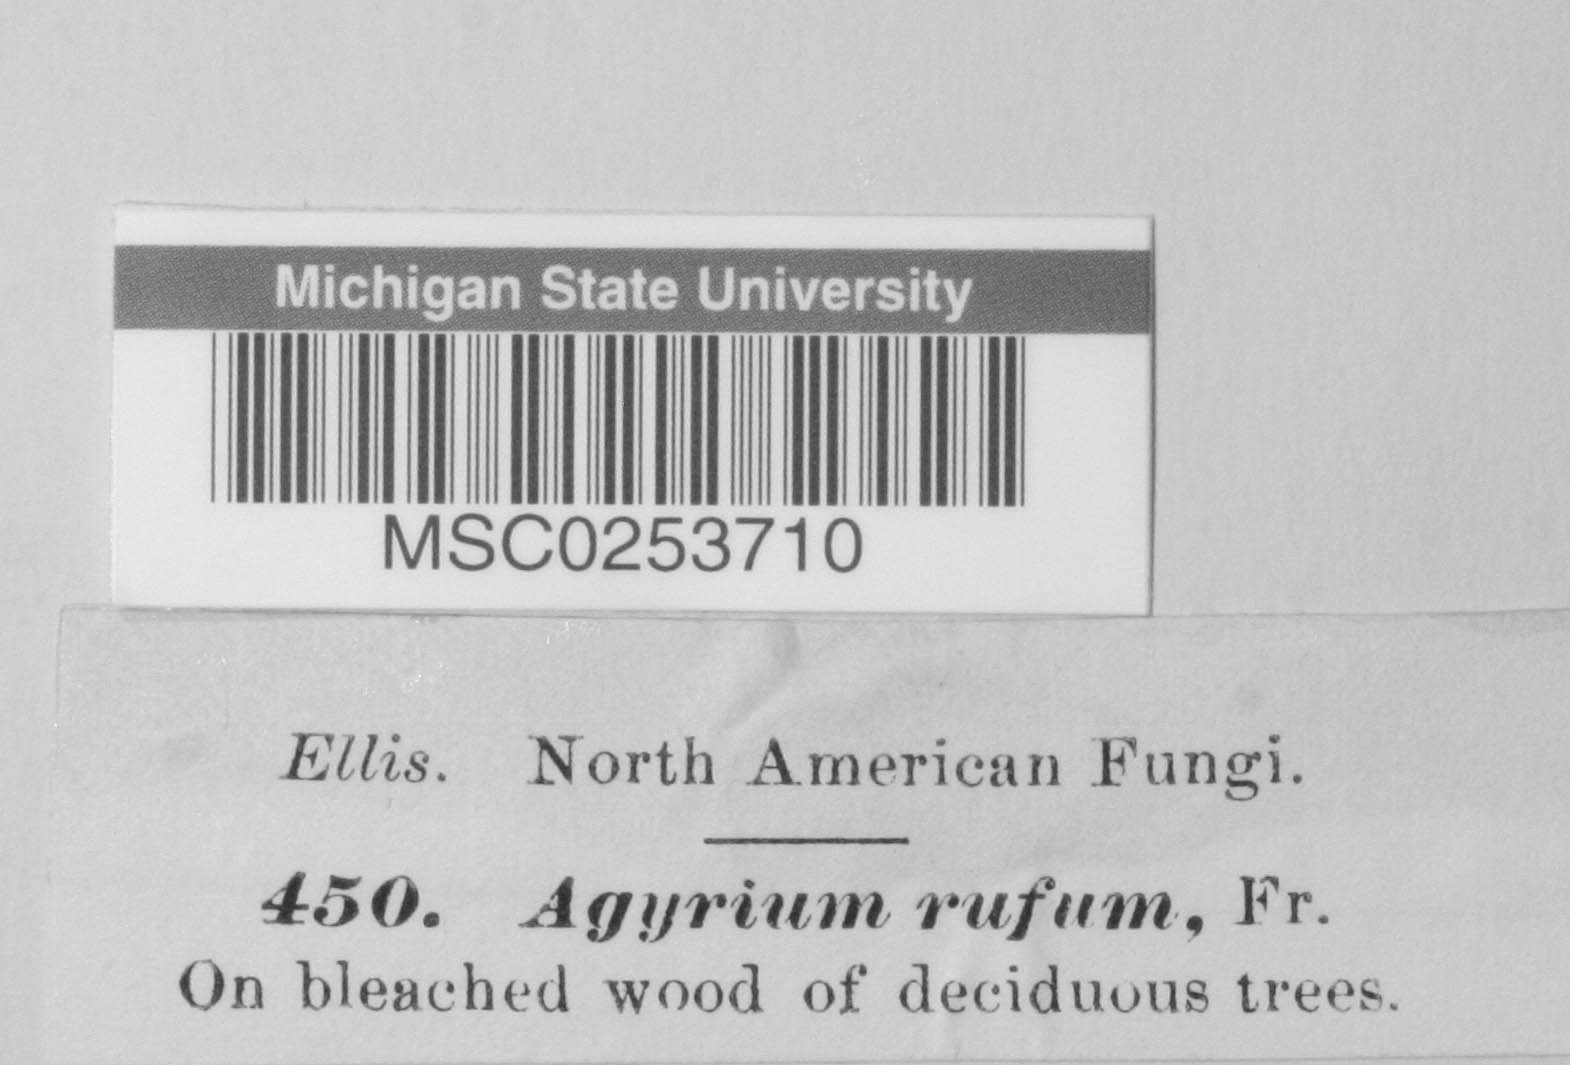 Michigan State University
MSC0253710
Ellis. North American Fungi.
450. Agyrium rufum, Fr.
On bleached wood of deciduous trees.